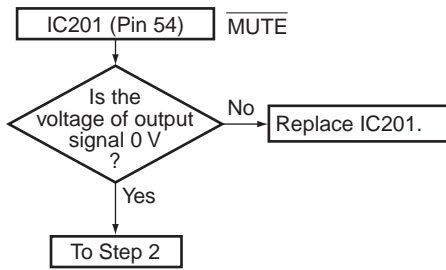 IC201 (Pin 54)
MUTE
Is the
voltage of output
signal 0 V
?
No
Replace IC201.
Yes
To Step 2